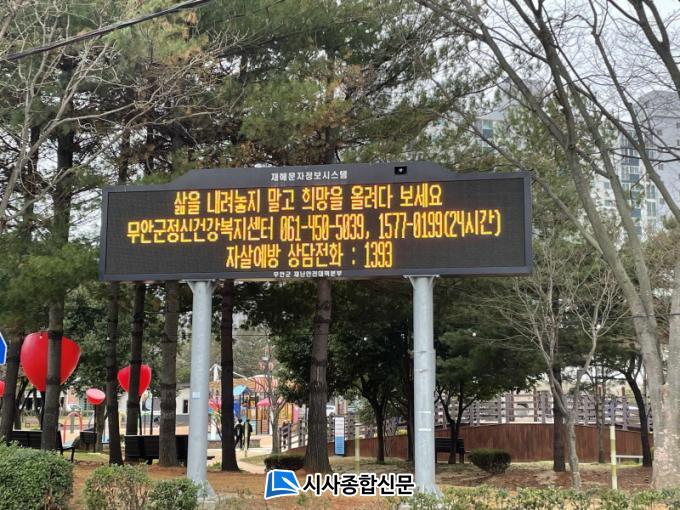 재해문자정보시스템
삶을 내려놓지 말고 희망을 올려다 보세요
무안군정신건강복지센터 061-450-5039, 1577-0199(24시간)
자살예방 상담전화 : 1393
무안군 재난안전대책본부
시사종합신문